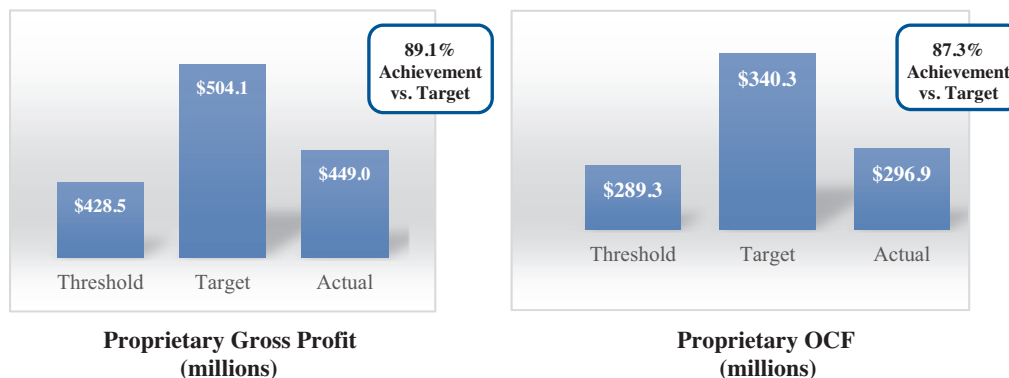 89.1%
Achievement
vs. Target
$504.1
$449.0
$428.5
Threshold Target Actual
Proprietary Gross Profit
(millions)
87.3%
Achievement
vs. Target
$340.3
$296.9
$289.3
Threshold Target Actual
Proprietary OCF
(millions)